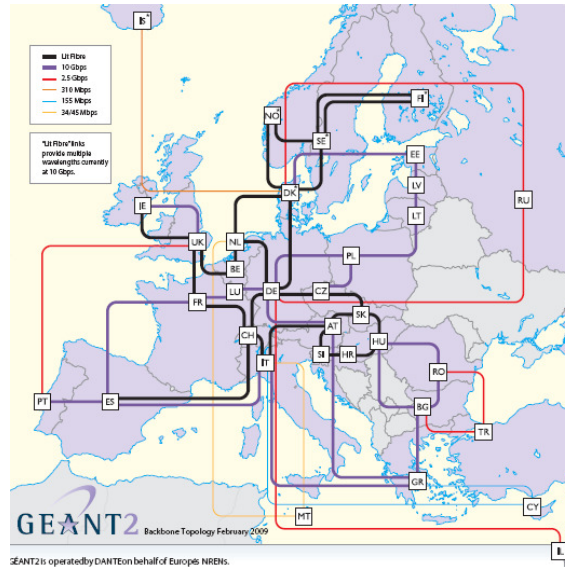 IS*
Lit Fibre
10 Gbps
2.5 Gbps
310 Mbps
155 Mbps
34/45 Mbps
"Lit Fibre" links
provide multiple
wavelengths currently
at 10 Gbps.
FI*
NO*
SE*
EE
LV
LT
RU
DK*
IE
UK
NL
BE
PL
LU
DE
CZ
FR
SK
AT
CH
HU
IT
SI
HR
RO
PT
ES
BG
TR
GR
CY
MT
GEANT2 Backbone Topology February 2009
IL
GÉANT2 is operated by DANTE on behalf of Europe's NRENs.